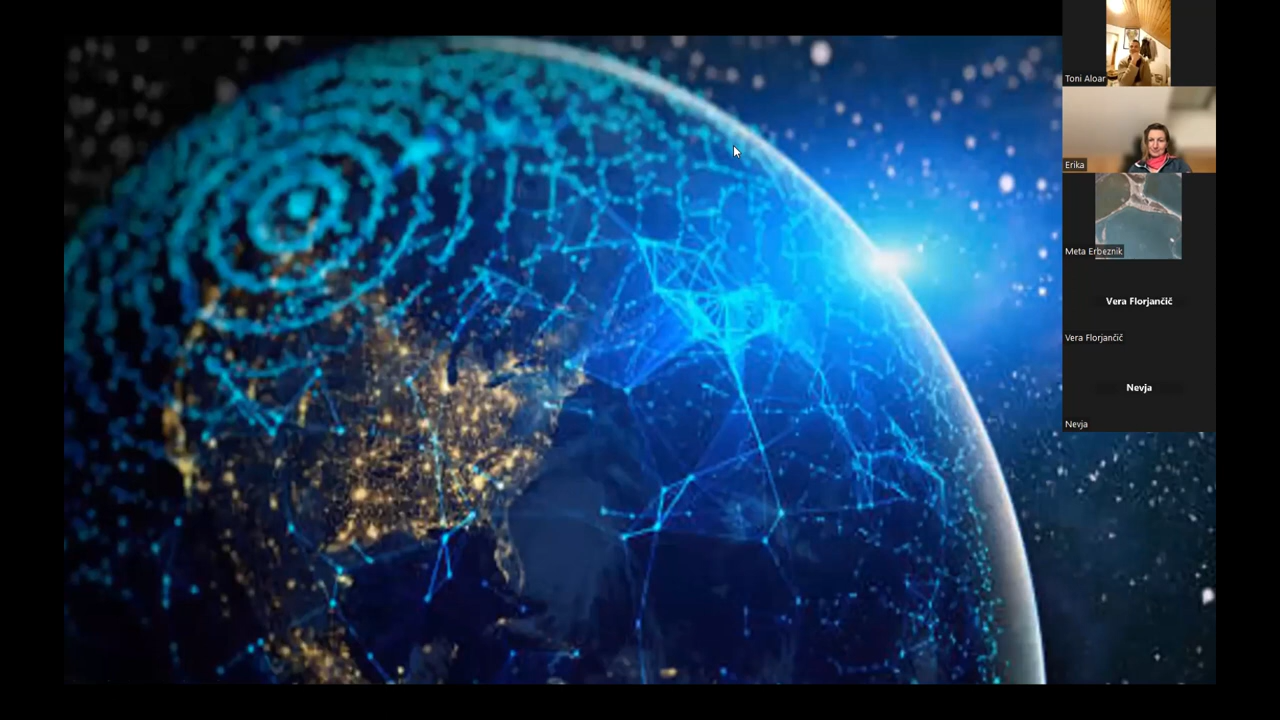 Toni Aloar
Erika
Meta Erbeznik
Vera Florjančič
Vera Florjančič
Nevja
Nevja